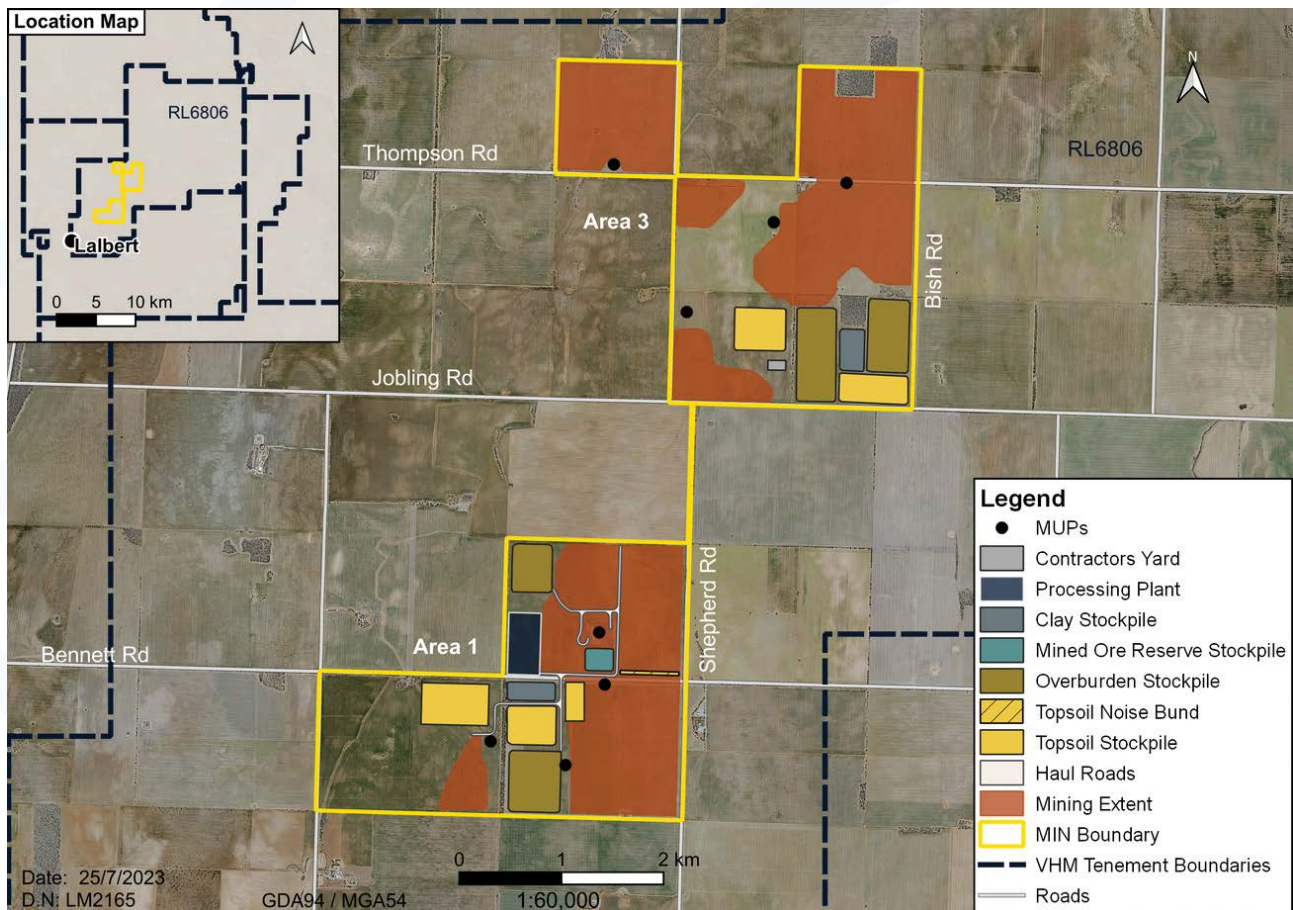 Location Map
RL6806
Lalbert
0 5 10 km
N
RL6806
Thompson Rd
Area 3
Bish Rd
Jobling Rd
Shepherd Rd
Area 1
Bennett Rd
Legend
MUPs
Contractors Yard
Processing Plant
Clay Stockpile
Mined Ore Reserve Stockpile
Overburden Stockpile
Topsoil Noise Bund
Topsoil Stockpile
Haul Roads
Mining Extent
MIN Boundary
VHM Tenement Boundaries
Roads
0 1 2 km
Date: 25/7/2023
D.N: LM2165 GDA94 / MGA54 1:60,000